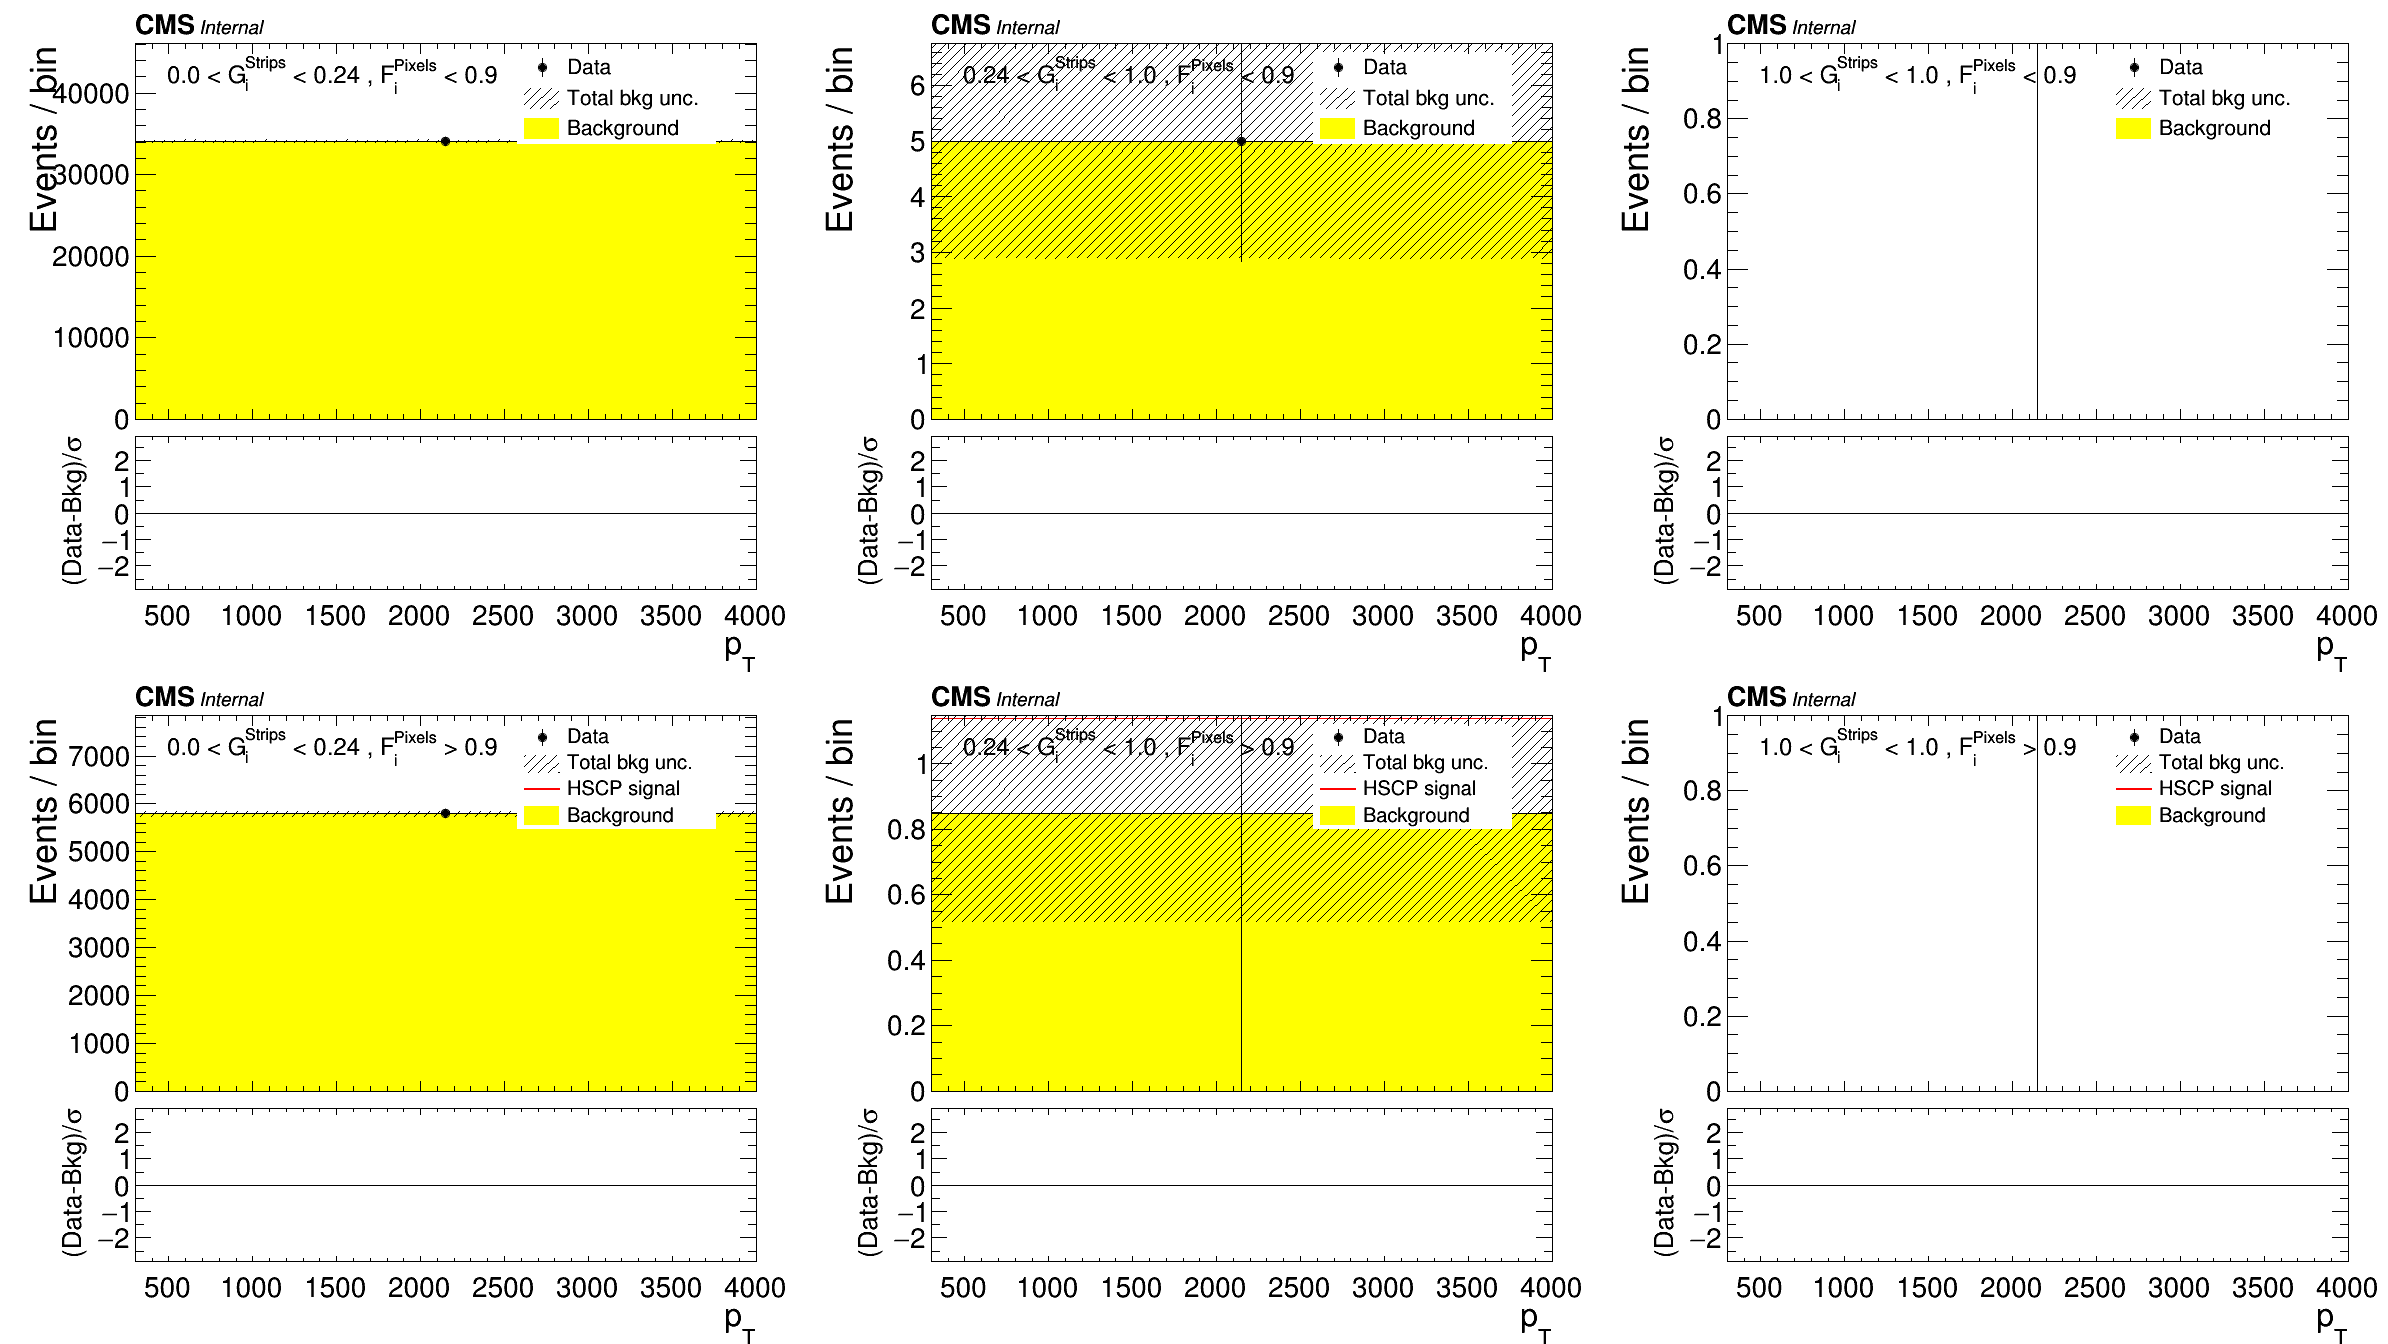 CMS Internal
Events / bin
0.0 < G_i^Strips < 0.24 , F_i^Pixels < 0.9
Data
Total bkg unc.
Background
40000
30000
20000
10000
0
(Data-Bkg)/σ
2
1
0
−1
−2
500 1000 1500 2000 2500 3000 3500 4000
p_T
CMS Internal
Events / bin
0.24 < G_i^Strips < 1.0 , F_i^Pixels < 0.9
Data
Total bkg unc.
Background
6
5
4
3
2
1
0
(Data-Bkg)/σ
2
1
0
−1
−2
500 1000 1500 2000 2500 3000 3500 4000
p_T
CMS Internal
Events / bin
1.0 < G_i^Strips < 1.0 , F_i^Pixels < 0.9
Data
Total bkg unc.
Background
1
0.8
0.6
0.4
0.2
0
(Data-Bkg)/σ
2
1
0
−1
−2
500 1000 1500 2000 2500 3000 3500 4000
p_T
CMS Internal
Events / bin
0.0 < G_i^Strips < 0.24 , F_i^Pixels > 0.9
Data
Total bkg unc.
HSCP signal
Background
7000
6000
5000
4000
3000
2000
1000
0
(Data-Bkg)/σ
2
1
0
−1
−2
500 1000 1500 2000 2500 3000 3500 4000
p_T
CMS Internal
Events / bin
0.24 < G_i^Strips < 1.0 , F_i^Pixels > 0.9
Data
Total bkg unc.
HSCP signal
Background
1
0.8
0.6
0.4
0.2
0
(Data-Bkg)/σ
2
1
0
−1
−2
500 1000 1500 2000 2500 3000 3500 4000
p_T
CMS Internal
Events / bin
1.0 < G_i^Strips < 1.0 , F_i^Pixels > 0.9
Data
Total bkg unc.
HSCP signal
Background
1
0.8
0.6
0.4
0.2
0
(Data-Bkg)/σ
2
1
0
−1
−2
500 1000 1500 2000 2500 3000 3500 4000
p_T